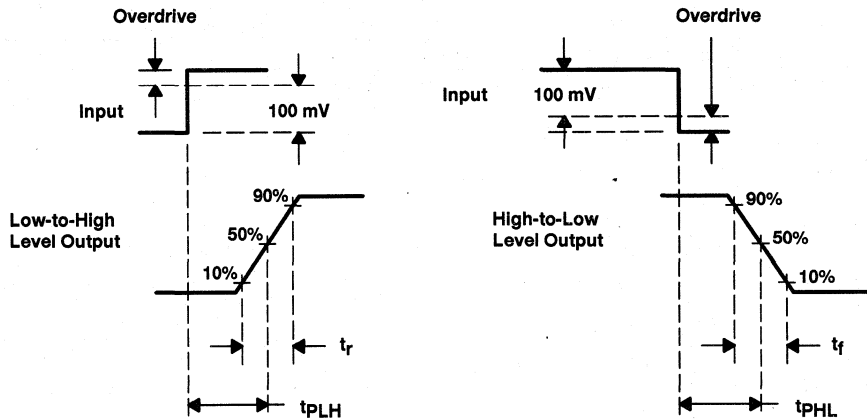 Overdrive
Input
100 mV
Low-to-High
Level Output
90%
50%
10%
tr
tPLH
Overdrive
Input
100 mV
High-to-Low
Level Output
90%
50%
10%
tf
tPHL